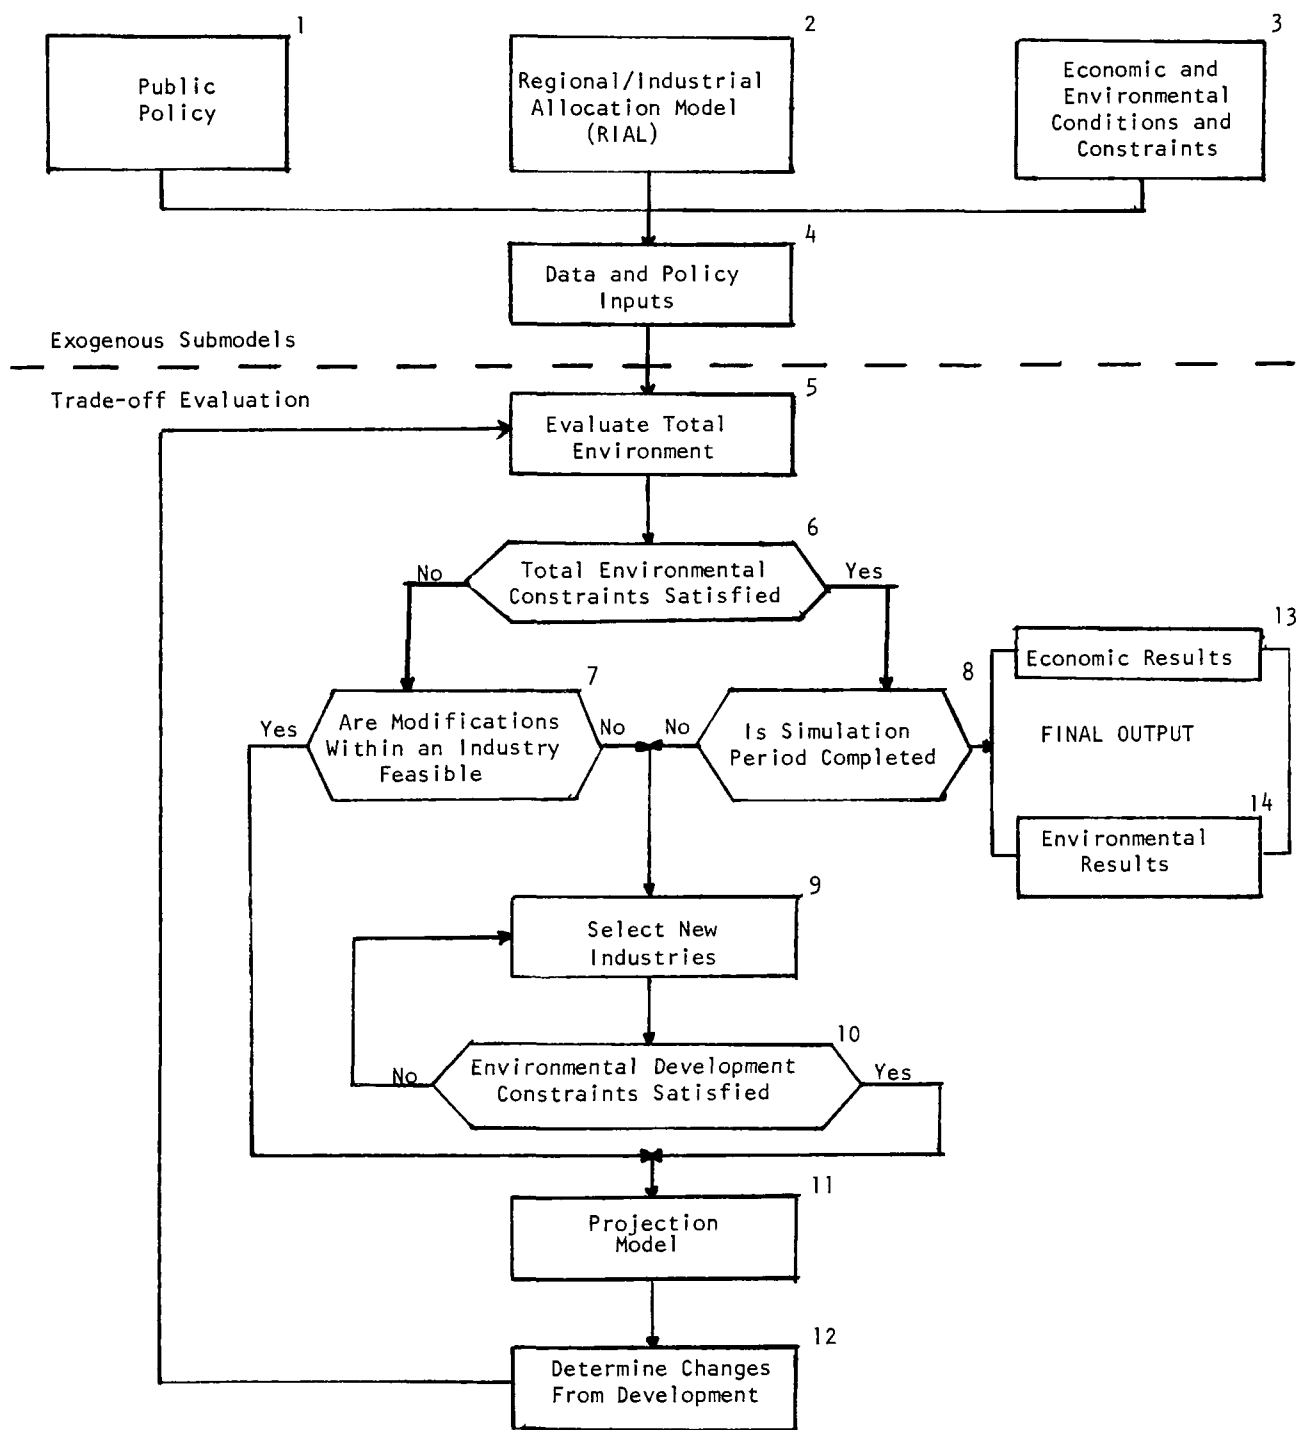 1
Public
Policy
2
Regional/Industrial
Allocation Model
(RIAL)
3
Economic and
Environmental
Conditions and
Constraints
4
Data and Policy
Inputs
Exogenous Submodels
Trade-off Evaluation
5
Evaluate Total
Environment
6
No
Total Environmental
Constraints Satisfied
Yes
7
Yes
Are Modifications
Within an Industry
Feasible
No
8
No
Is Simulation
Period Completed
13
Economic Results
FINAL OUTPUT
14
Environmental
Results
9
Select New
Industries
10
No
Environmental Development
Constraints Satisfied
Yes
11
Projection
Model
12
Determine Changes
From Development